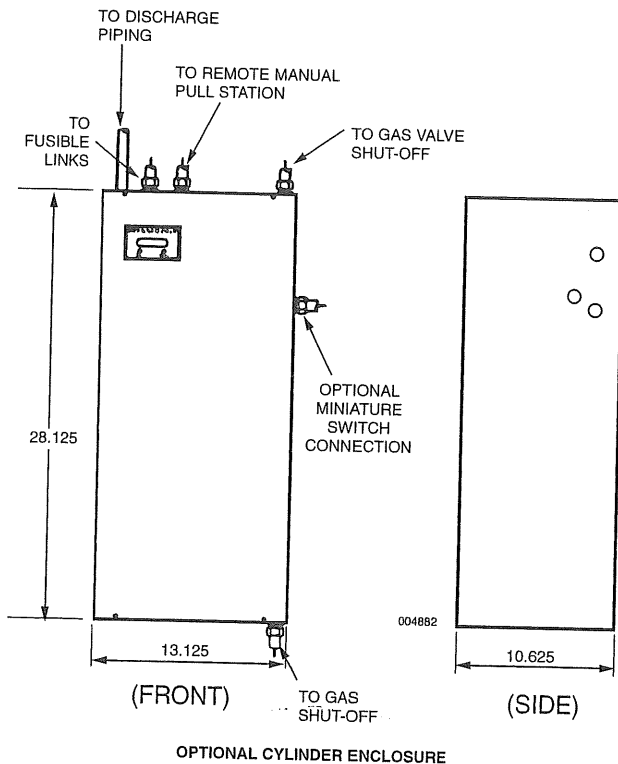 TO DISCHARGE
PIPING
TO REMOTE MANUAL
PULL STATION
TO
FUSIBLE
LINKS
TO GAS VALVE
SHUT-OFF
OPTIONAL
MINIATURE
SWITCH
CONNECTION
28.125
004882
13.125
10.625
(FRONT)
TO GAS
SHUT-OFF
(SIDE)
OPTIONAL CYLINDER ENCLOSURE